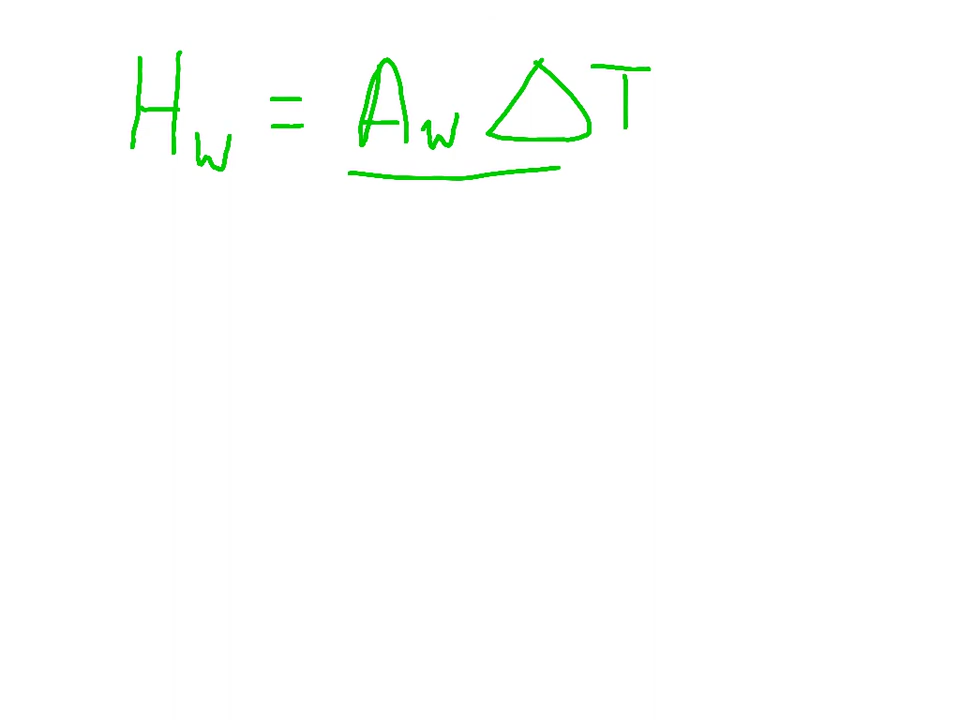 H_w = A_w ΔT